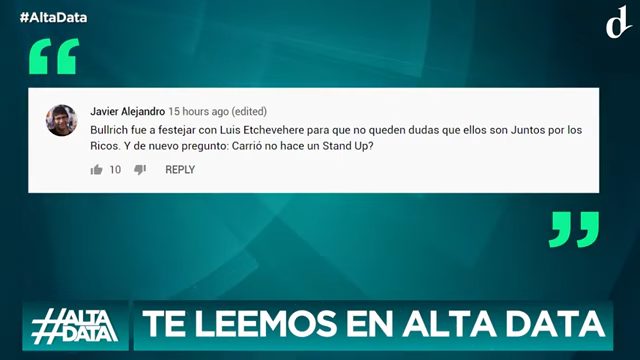 #AltaData
d
Javier Alejandro 15 hours ago (edited)
Bullrich fue a festejar con Luis Etchevehere para que no queden dudas que ellos son Juntos por los
Ricos. Y de nuevo pregunto: Carrió no hace un Stand Up?
10 REPLY
#ALTA
DATA
TE LEEMOS EN ALTA DATA